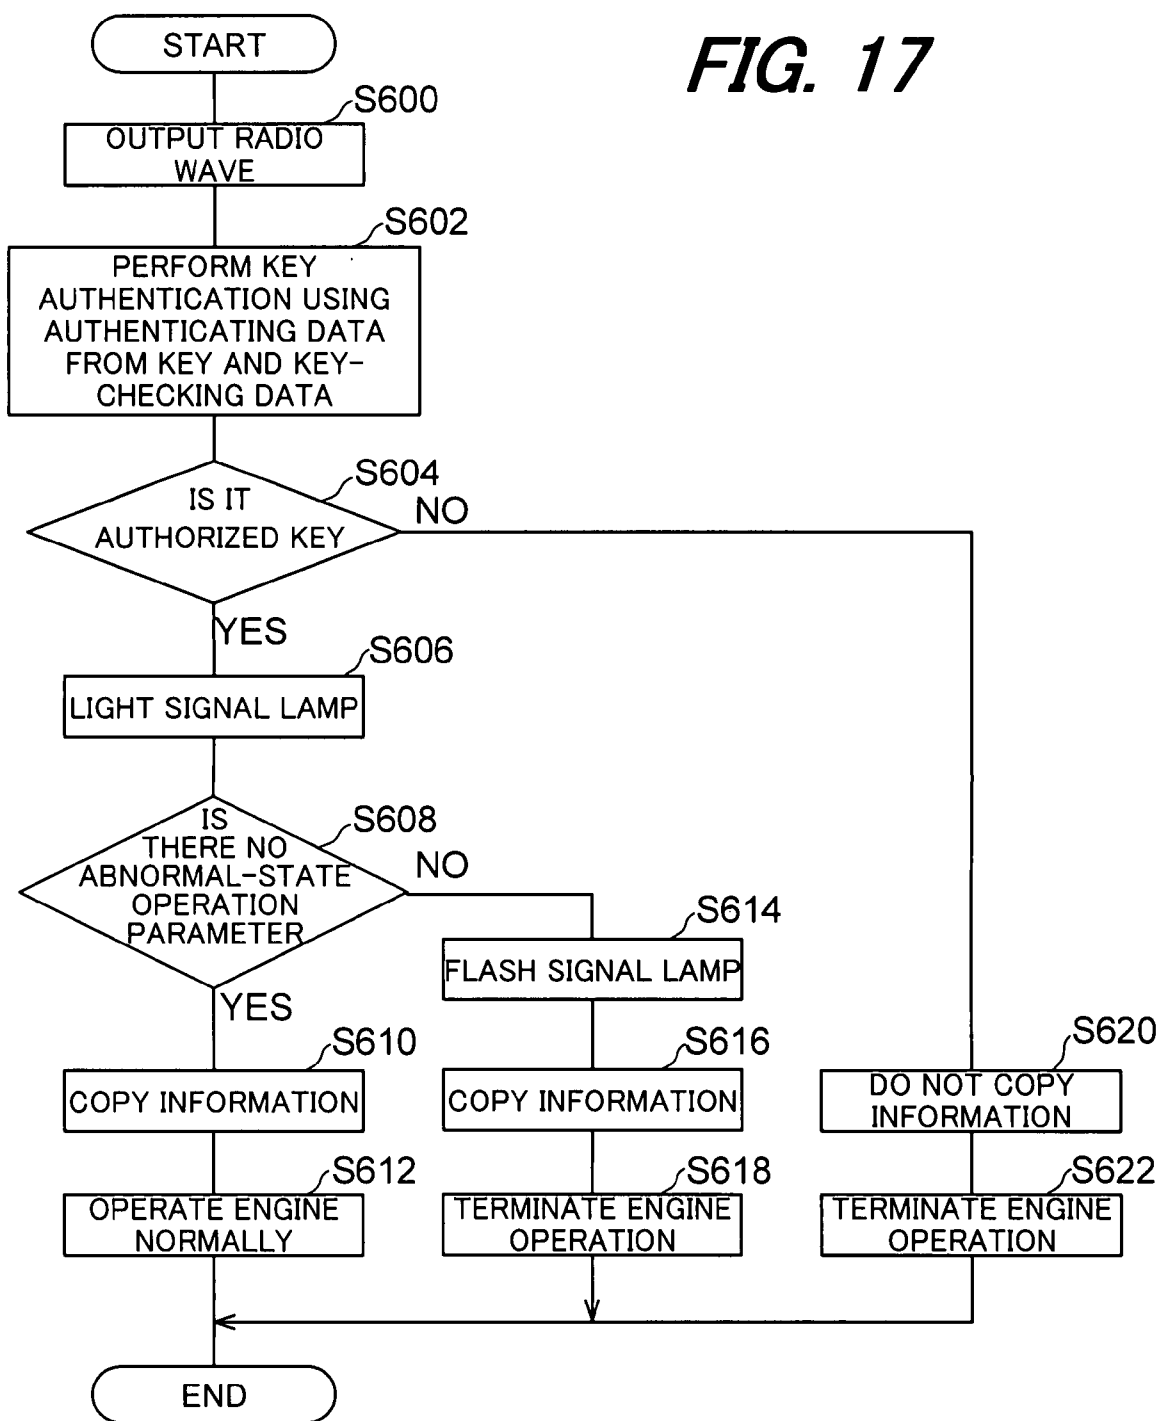 FIG. 17
START
S600
OUTPUT RADIO
WAVE
S602
PERFORM KEY
AUTHENTICATION USING
AUTHENTICATING DATA
FROM KEY AND KEY-
CHECKING DATA
S604
IS IT
AUTHORIZED KEY
NO
YES
S606
LIGHT SIGNAL LAMP
S608
IS
THERE NO
ABNORMAL-STATE
OPERATION
PARAMETER
NO
YES
S610
COPY INFORMATION
S612
OPERATE ENGINE
NORMALLY
S614
FLASH SIGNAL LAMP
S616
COPY INFORMATION
S618
TERMINATE ENGINE
OPERATION
S620
DO NOT COPY
INFORMATION
S622
TERMINATE ENGINE
OPERATION
END